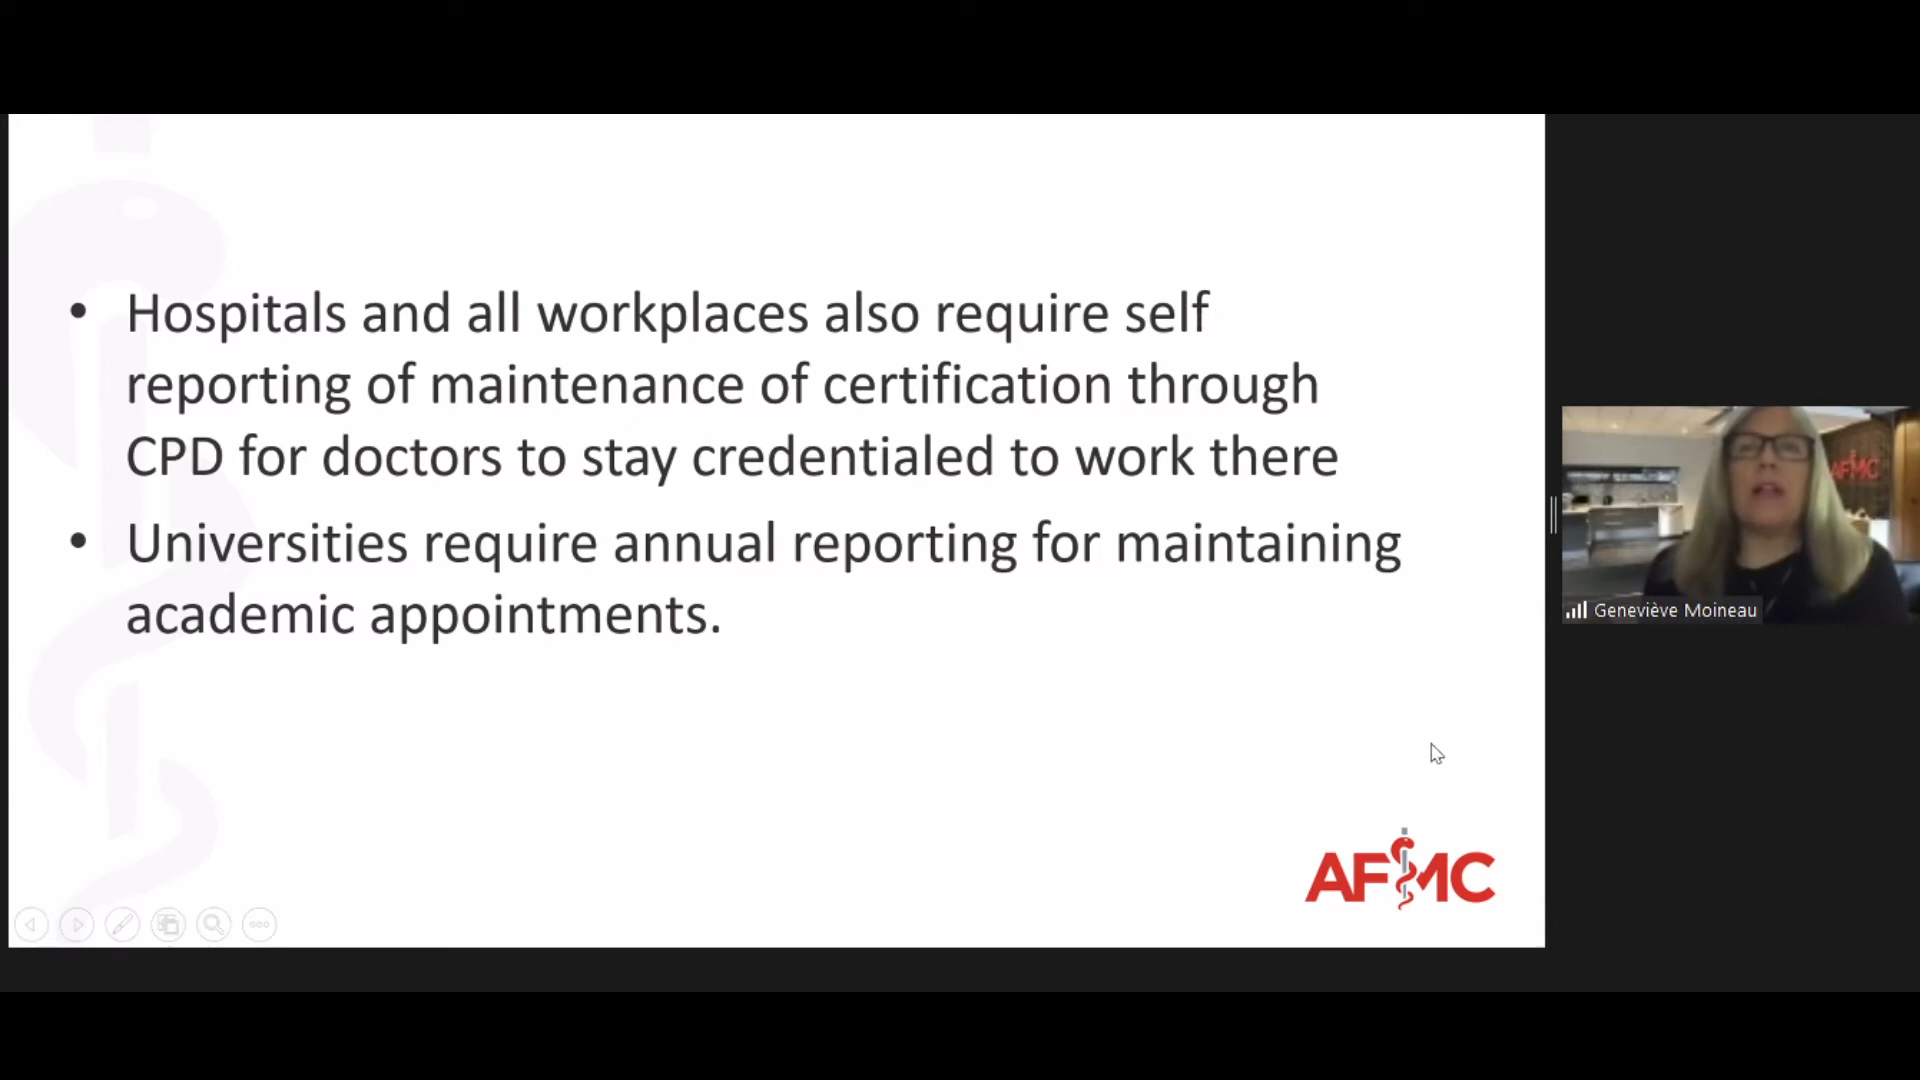 • Hospitals and all workplaces also require self
reporting of maintenance of certification through
CPD for doctors to stay credentialed to work there
• Universities require annual reporting for maintaining
academic appointments.
AFMC
AFMC
Geneviève Moineau